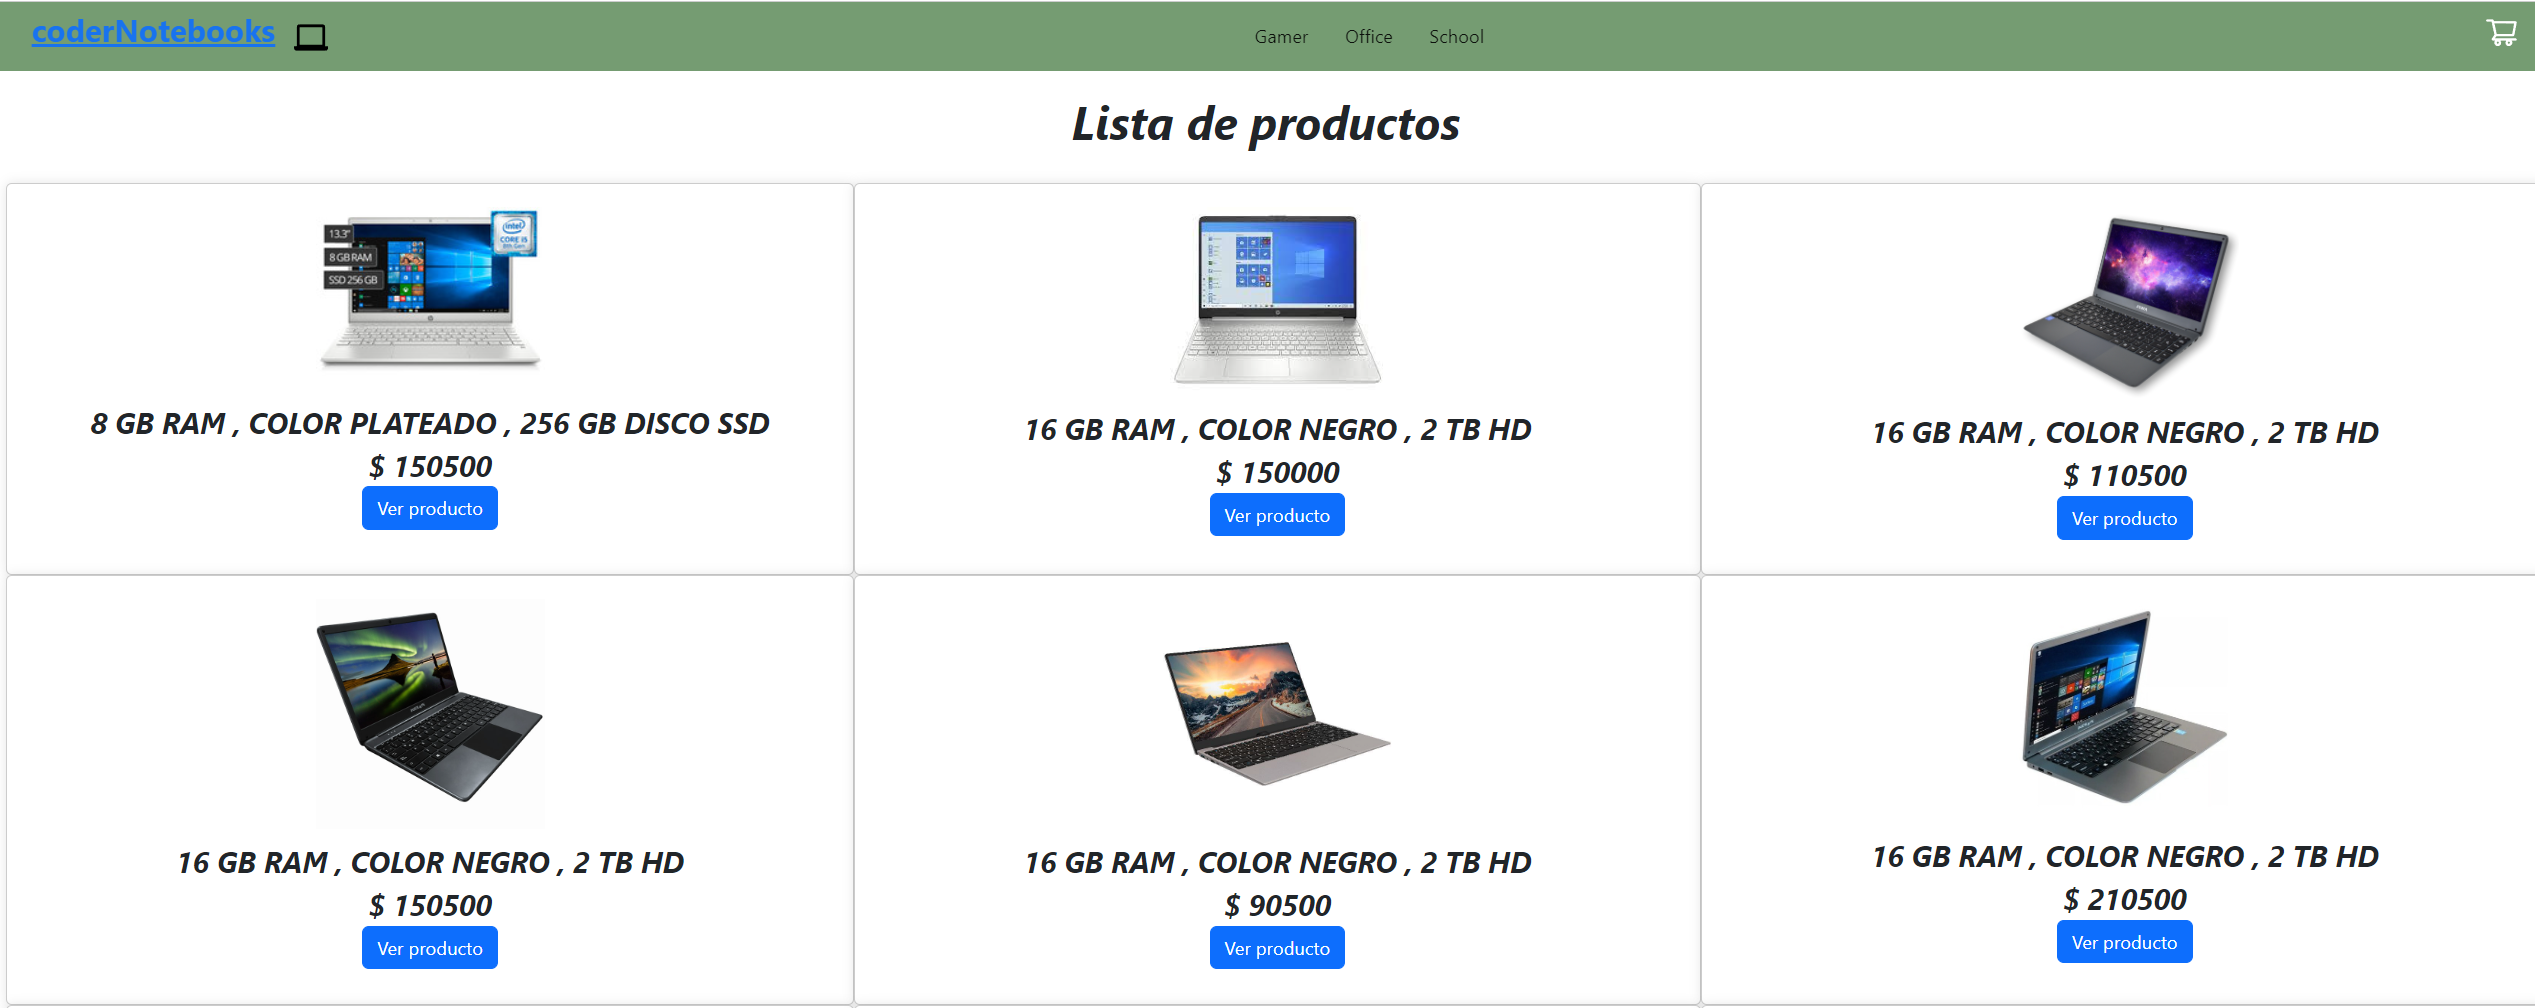 coderNotebooks
Gamer Office School
Lista de productos
13.3"
8 GB RAM
SSD 256 GB
intel
CORE i5
8th Gen
8 GB RAM , COLOR PLATEADO , 256 GB DISCO SSD
$ 150500
Ver producto
16 GB RAM , COLOR NEGRO , 2 TB HD
$ 150000
Ver producto
16 GB RAM , COLOR NEGRO , 2 TB HD
$ 110500
Ver producto
16 GB RAM , COLOR NEGRO , 2 TB HD
$ 150500
Ver producto
16 GB RAM , COLOR NEGRO , 2 TB HD
$ 90500
Ver producto
16 GB RAM , COLOR NEGRO , 2 TB HD
$ 210500
Ver producto